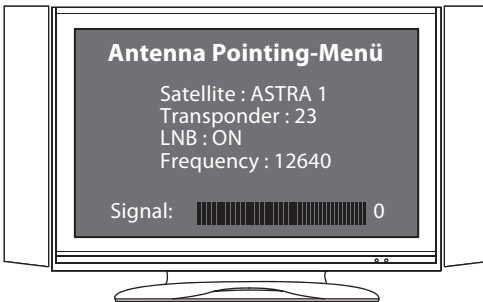 Antenna Pointing-Menü
Satellite : ASTRA 1
Transponder : 23
LNB : ON
Frequency : 12640
Signal: 0